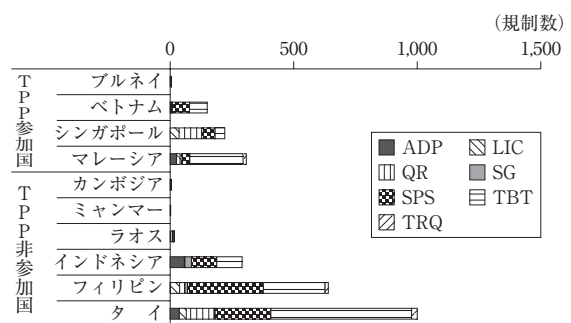 （規制数）
0 500 1,000 1,500
TPP参加国
ブルネイ
ベトナム
シンガポール
マレーシア
TPP非参加国
カンボジア
ミャンマー
ラオス
インドネシア
フィリピン
タイ
ADP LIC
QR SG
SPS TBT
TRQ